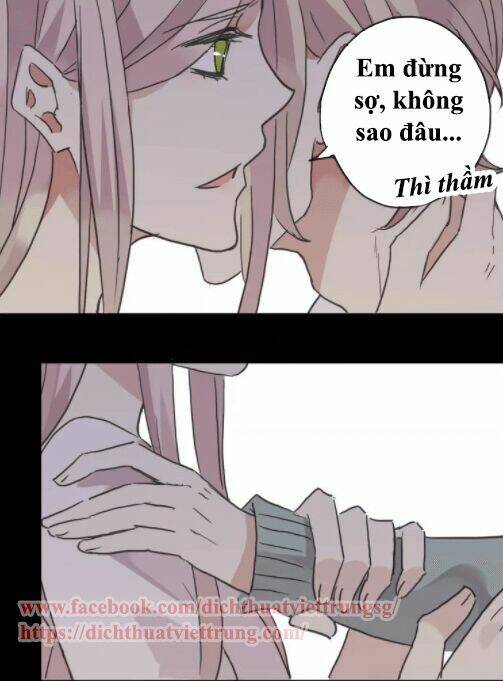 Em đừng
sợ, không
sao đâu...
Thì thầm
www.facebook.com/dichthuatviettrungsg/
https://dichthuatviettrung.com/